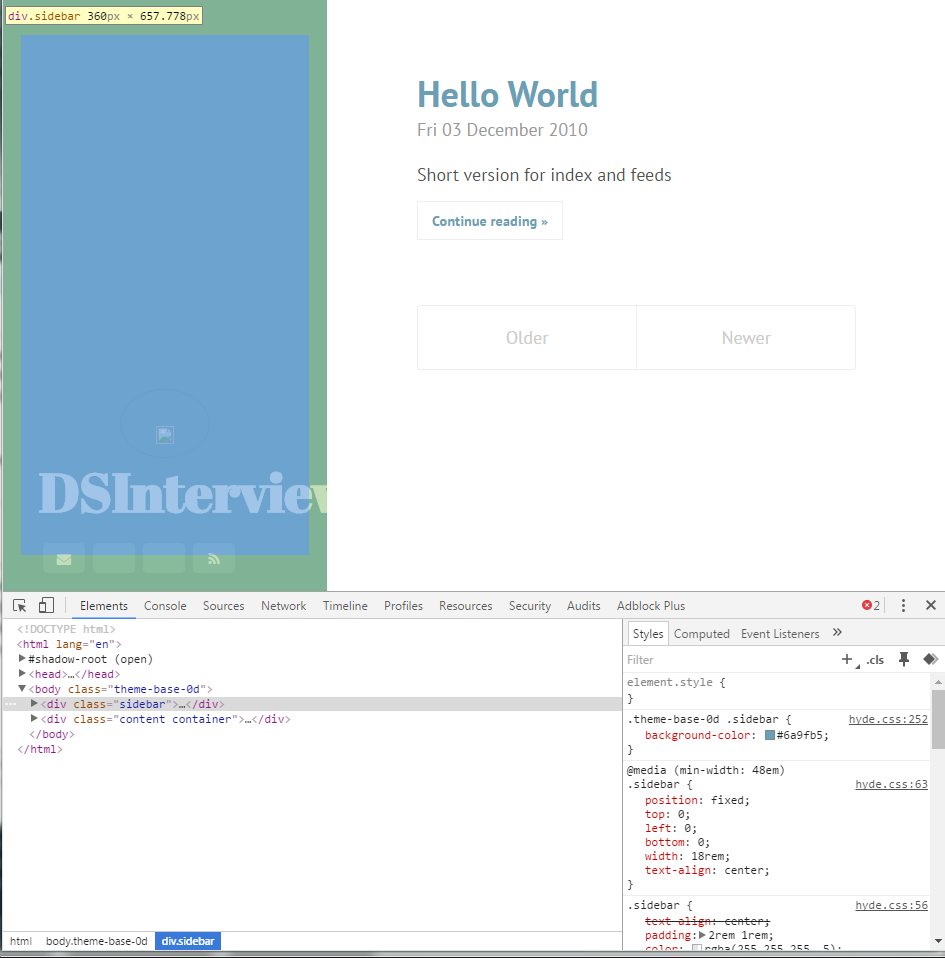 div.sidebar 360px × 657.778px
Hello World
Fri 03 December 2010
Short version for index and feeds
Continue reading »
Older
Newer
DSInterview
Elements Console Sources Network Timeline Profiles Resources Security Audits Adblock Plus 2
<!DOCTYPE html>
<html lang="en">
#shadow-root (open)
<head>…</head>
<body class="theme-base-0d">
<div class="sidebar">…</div>
<div class="content container">…</div>
</body>
</html>
html body.theme-base-0d div.sidebar
Styles Computed Event Listeners »
Filter + .cls
element.style {
}
.theme-base-0d .sidebar { hyde.css:252
background-color: #6a9fb5;
}
@media (min-width: 48em)
.sidebar { hyde.css:63
position: fixed;
top: 0;
left: 0;
bottom: 0;
width: 18rem;
text-align: center;
}
.sidebar { hyde.css:56
text-align: center;
padding: 2rem 1rem;
color: rgba(255,255,255,.5);